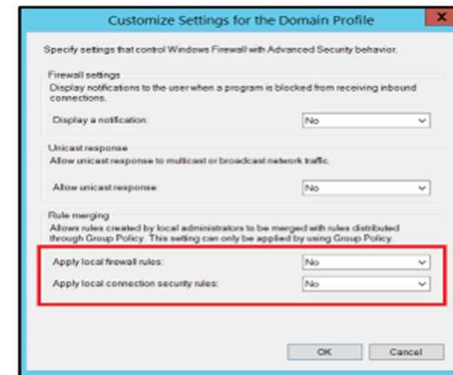 Customize Settings for the Domain Profile
x
Specify settings that control Windows Firewall with Advanced Security behavior.
Firewall settings
Display notifications to the user when a program is blocked from receiving inbound
connections.
Display a notification: No
Unicast response
Allow unicast response to multicast or broadcast network traffic.
Allow unicast response: No
Rule merging
Allows rules created by local administrators to be merged with rules distributed
through Group Policy. This setting can only be applied by using Group Policy.
Apply local firewall rules: No
Apply local connection security rules: No
OK Cancel